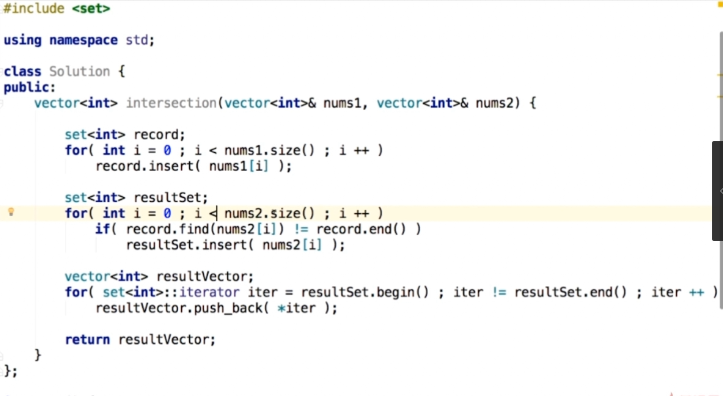 #include <set>
using namespace std;
class Solution {
public:
vector<int> intersection(vector<int>& nums1, vector<int>& nums2) {
set<int> record;
for( int i = 0 ; i < nums1.size() ; i ++ )
record.insert( nums1[i] );
set<int> resultSet;
for( int i = 0 ; i < nums2.size() ; i ++ )
if( record.find(nums2[i]) != record.end() )
resultSet.insert( nums2[i] );
vector<int> resultVector;
for( set<int>::iterator iter = resultSet.begin() ; iter != resultSet.end() ; iter ++ )
resultVector.push_back( *iter );
return resultVector;
}
};